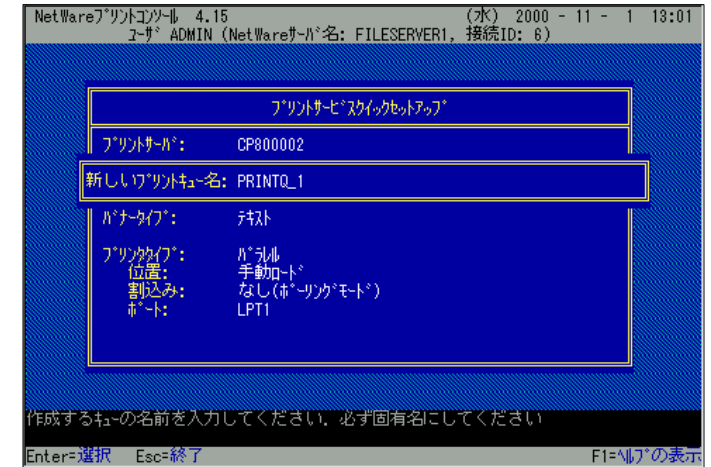 NetWareﾌﾟﾘﾝﾄｺﾝｿｰﾙ 4.15 (水) 2000 - 11 - 1 13:01
ﾕｰｻﾞ ADMIN (NetWareｻｰﾊﾞ名: FILESERVER1, 接続ID: 6)
ﾌﾟﾘﾝﾄｻｰﾋﾞｽｸｲｯｸｾｯﾄｱｯﾌﾟ
ﾌﾟﾘﾝﾄｻｰﾊﾞ: CP800002
新しいﾌﾟﾘﾝﾄｷｭｰ名: PRINTQ_1
ﾊﾞﾅｰﾀｲﾌﾟ: ﾃｷｽﾄ
ﾌﾟﾘﾝﾀﾀｲﾌﾟ: ﾊﾟﾗﾚﾙ
位置: 手動ﾛｰﾄﾞ
割込み: なし(ﾎﾟｰﾘﾝｸﾞﾓｰﾄﾞ)
ﾎﾟｰﾄ: LPT1
作成するｷｭｰの名前を入力してください. 必ず固有名にしてください
Enter=選択 Esc=終了 F1=ﾍﾙﾌﾟの表示